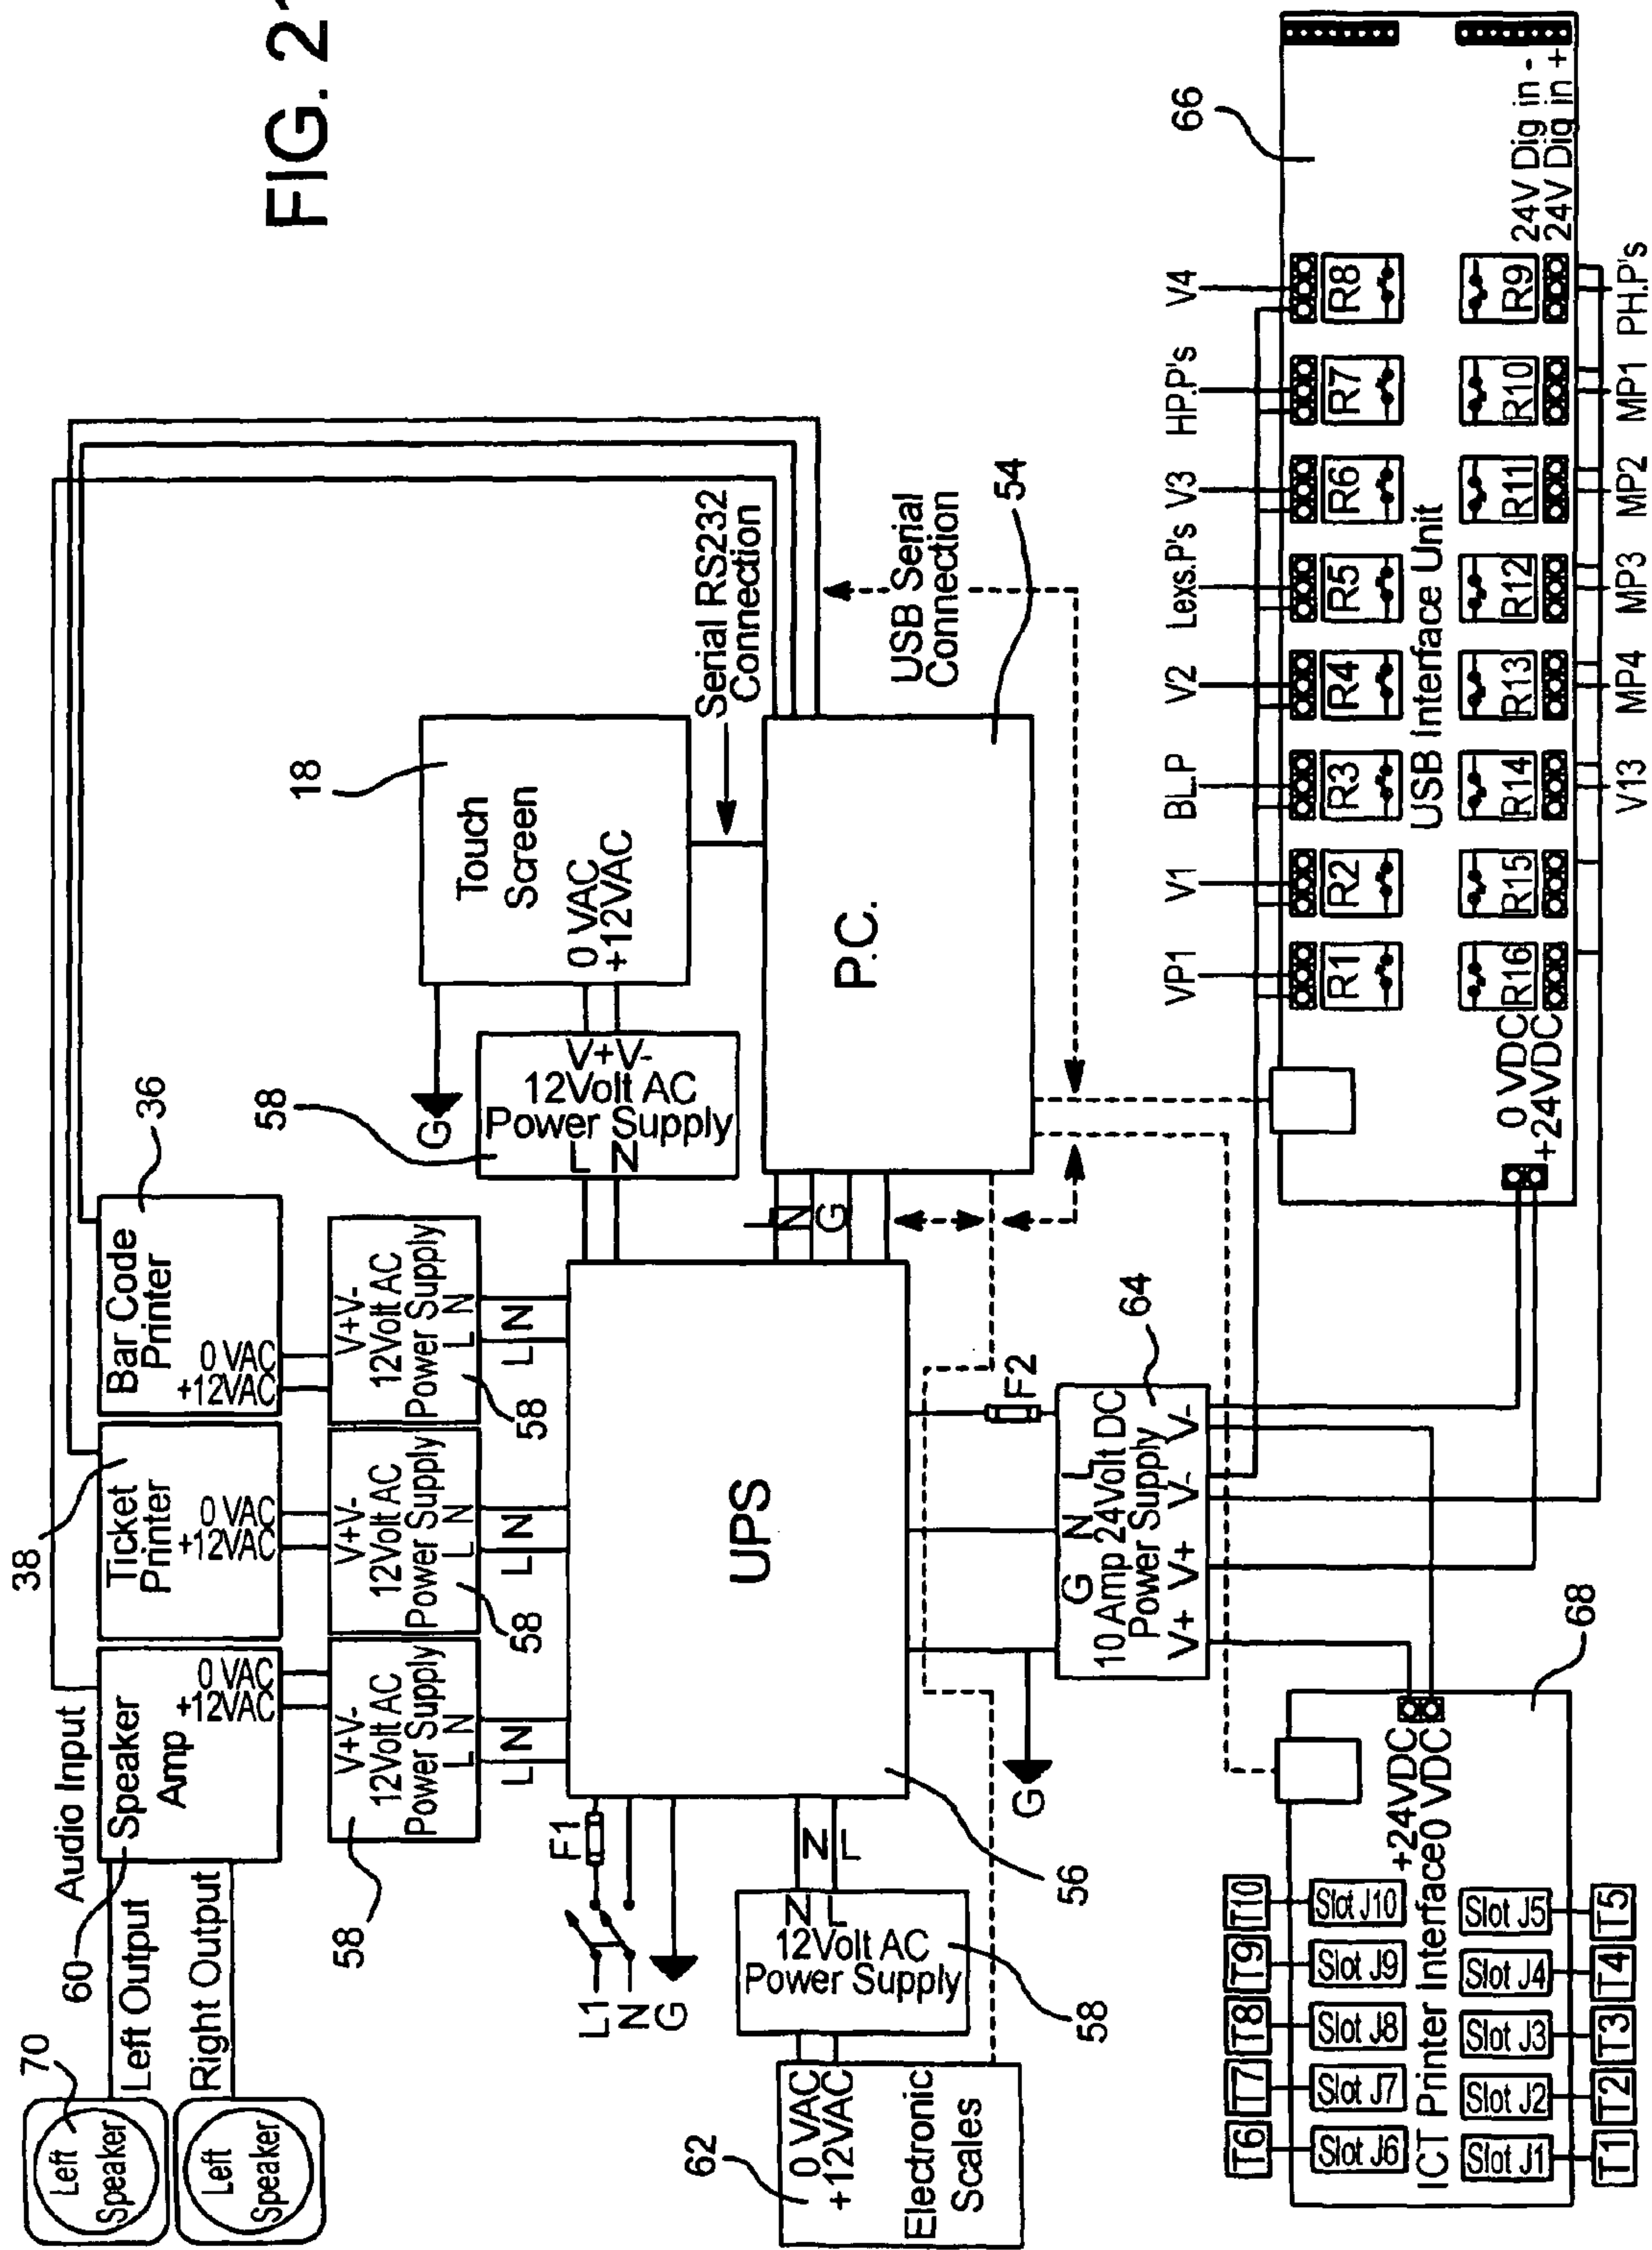 FIG. 21
70
Left
Speaker
Left
Speaker
Left Output
Right Output
Audio Input
60
Speaker
Amp
0 VAC
+12VAC
38
Ticket
Printer
0 VAC
+12VAC
36
Bar Code
Printer
0 VAC
+12VAC
V+V-
12Volt AC
Power Supply
L N
58
L N
V+V-
12Volt AC
Power Supply
L N
58
L N
V+V-
12Volt AC
Power Supply
L N
58
L N
18
Touch
Screen
0 VAC
+12VAC
G
58
V+V-
12Volt AC
Power Supply
L N
Serial RS232
Connection
USB Serial
Connection
54
P.C.
L
N
G
F1
L1
N
G
UPS
56
N L
N L
12Volt AC
Power Supply
58
62
0 VAC
+12VAC
Electronic
Scales
G
F2
64
G N L
10 Amp 24Volt DC
Power Supply
V+ V+ V- V-
66
VP1
V1
BL.P
V2
Lexs.P's
V3
HP.P's
V4
R1
R2
R3
R4
R5
R6
R7
R8
USB Interface Unit
0 VDC
+24VDC
24V Dig in -
24V Dig in +
R16
R15
R14
R13
R12
R11
R10
R9
V13
MP4
MP3
MP2
MP1
PH.P's
68
+24VDC
0 VDC
T6
T7
T8
T9
T10
Slot J6
Slot J7
Slot J8
Slot J9
Slot J10
ICT Printer Interface
Slot J1
Slot J2
Slot J3
Slot J4
Slot J5
T1
T2
T3
T4
T5